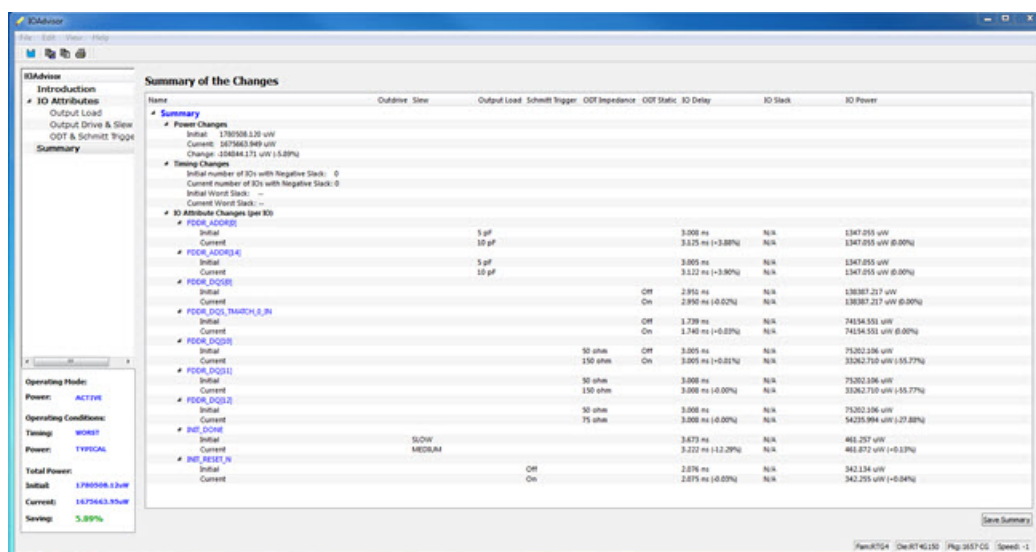 IOAdvisor
File Edit View Help
IOAdvisor
Introduction
IO Attributes
Output Load
Output Drive & Slew
ODT & Schmitt Trigge
Summary
Operating Mode:
Power: ACTIVE
Operating Conditions:
Timing: WORST
Power: TYPICAL
Total Power:
Initial: 1780508.12uW
Current: 1675663.95uW
Saving: 5.89%
Summary of the Changes
Name Outdrive Slew Output Load Schmitt Trigger ODT Impedance ODT Static IO Delay IO Slack IO Power
Summary
Power Changes
Initial: 1780508.120 uW
Current: 1675663.949 uW
Change: -104844.171 uW (-5.89%)
Timing Changes
Initial number of IOs with Negative Slack: 0
Current number of IOs with Negative Slack: 0
Initial Worst Slack: --
Current Worst Slack: --
IO Attribute Changes (per IO)
FDDR_ADDR[0]
Initial 5 pF 3.008 ns N/A 1347.055 uW
Current 10 pF 3.125 ns (+3.88%) N/A 1347.055 uW (0.00%)
FDDR_ADDR[14]
Initial 5 pF 3.005 ns N/A 1347.055 uW
Current 10 pF 3.122 ns (+3.90%) N/A 1347.055 uW (0.00%)
FDDR_DQS[0]
Initial Off 2.951 ns N/A 138387.217 uW
Current On 2.950 ns (-0.02%) N/A 138387.217 uW (0.00%)
FDDR_DQS_TMATCH_0_IN
Initial Off 1.739 ns N/A 74154.551 uW
Current On 1.740 ns (+0.03%) N/A 74154.551 uW (0.00%)
FDDR_DQ[10]
Initial 50 ohm Off 3.005 ns N/A 75202.106 uW
Current 150 ohm On 3.005 ns (+0.01%) N/A 33262.710 uW (-55.77%)
FDDR_DQ[11]
Initial 50 ohm 3.008 ns N/A 75202.106 uW
Current 150 ohm 3.008 ns (-0.00%) N/A 33262.710 uW (-55.77%)
FDDR_DQ[12]
Initial 50 ohm 3.008 ns N/A 75202.106 uW
Current 75 ohm 3.008 ns (-0.00%) N/A 54235.994 uW (-27.88%)
INIT_DONE
Initial SLOW 3.673 ns N/A 461.257 uW
Current MEDIUM 3.222 ns (-12.29%) N/A 461.872 uW (+0.13%)
INIT_RESET_N
Initial Off 2.076 ns N/A 342.134 uW
Current On 2.075 ns (-0.03%) N/A 342.255 uW (+0.04%)
Save Summary
Fam:RTG4 Die:RT4G150 Pkg:1657 CG Speed: -1